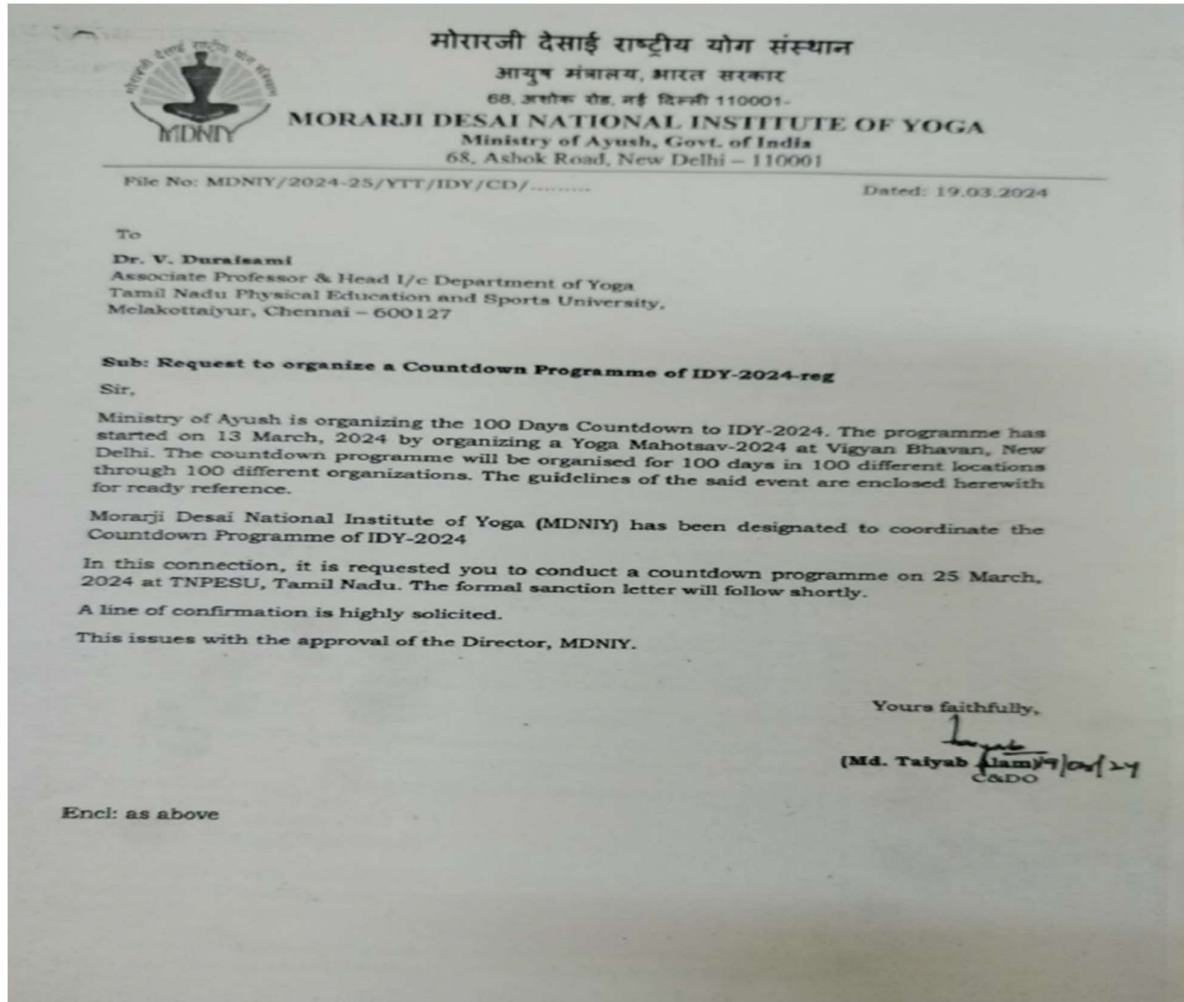 मोरारजी देसाई राष्ट्रीय योग संस्थान
आयुष मंत्रालय, भारत सरकार
68, अशोक रोड, नई दिल्ली 110001-
मोरारजी देसाई राष्ट्रीय योग संस्थान
MDNIY
MORARJI DESAI NATIONAL INSTITUTE OF YOGA
Ministry of Ayush, Govt. of India
68, Ashok Road, New Delhi – 110001
File No: MDNIY/2024-25/YTT/IDY/CD/.........
Dated: 19.03.2024
To
Dr. V. Duraisami
Associate Professor & Head I/c Department of Yoga
Tamil Nadu Physical Education and Sports University,
Melakottaiyur, Chennai – 600127
Sub: Request to organize a Countdown Programme of IDY-2024-reg
Sir,
Ministry of Ayush is organizing the 100 Days Countdown to IDY-2024. The programme has
started on 13 March, 2024 by organizing a Yoga Mahotsav-2024 at Vigyan Bhavan, New
Delhi. The countdown programme will be organised for 100 days in 100 different locations
through 100 different organizations. The guidelines of the said event are enclosed herewith
for ready reference.
Morarji Desai National Institute of Yoga (MDNIY) has been designated to coordinate the
Countdown Programme of IDY-2024
In this connection, it is requested you to conduct a countdown programme on 25 March,
2024 at TNPESU, Tamil Nadu. The formal sanction letter will follow shortly.
A line of confirmation is highly solicited.
This issues with the approval of the Director, MDNIY.
Yours faithfully,
(Md. Taiyab Alam) 19/03/24
C&DO
Encl: as above